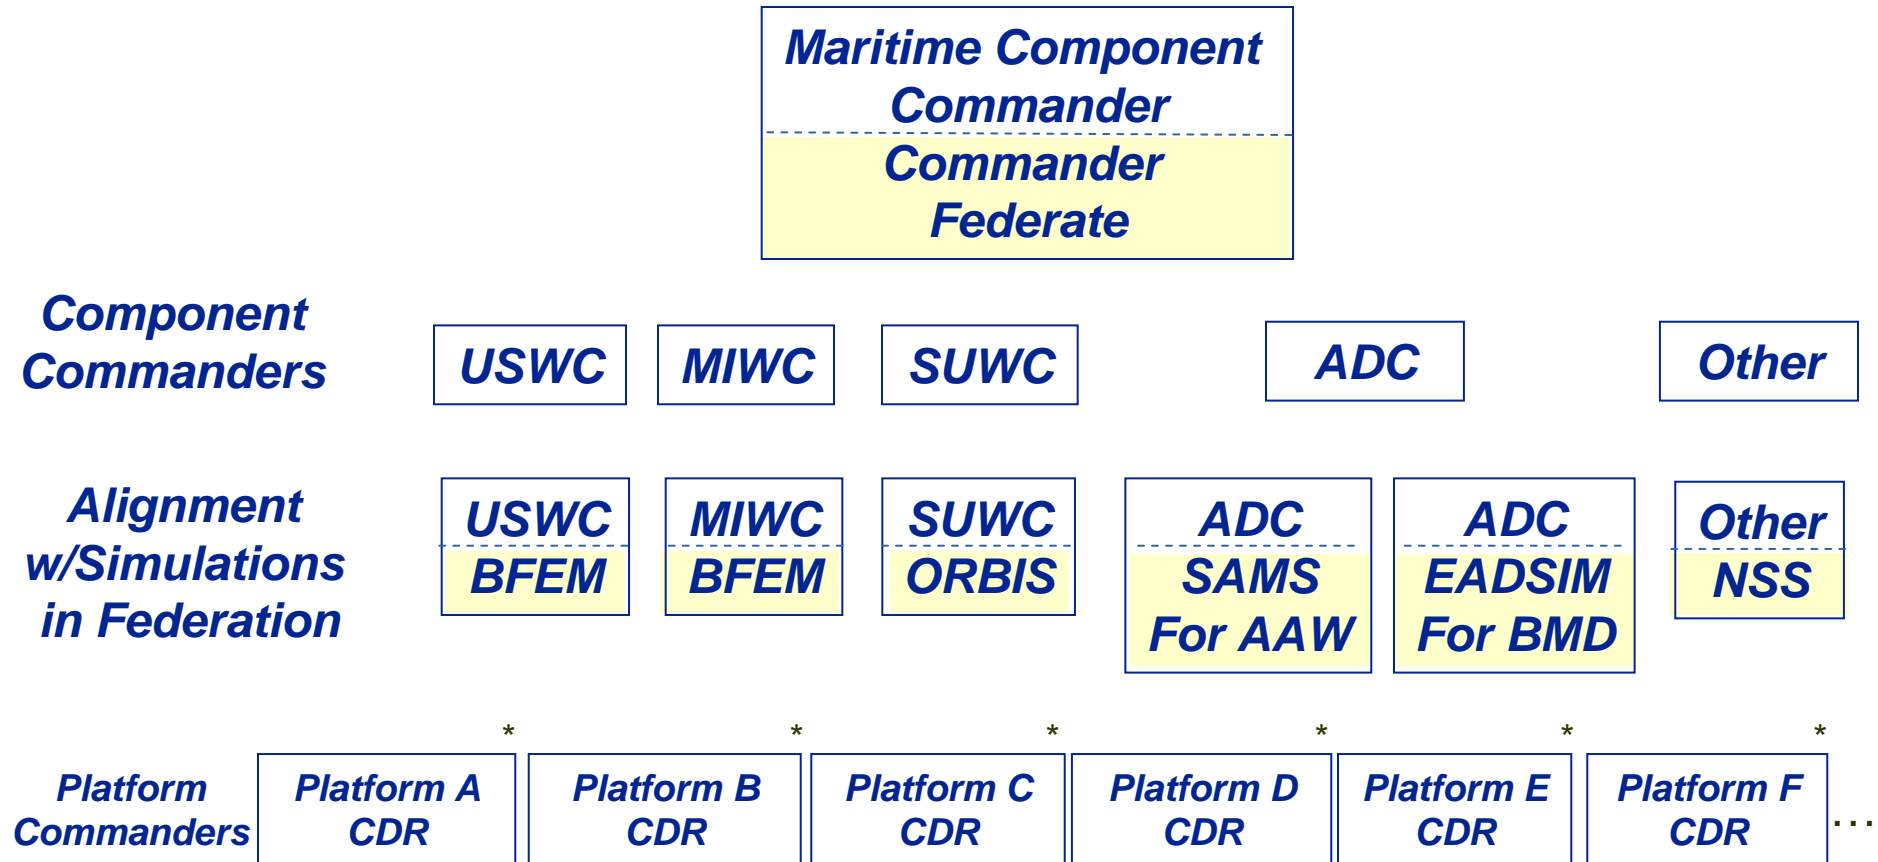 Maritime Component
Commander
Commander
Federate
Component
Commanders
USWC
MIWC
SUWC
ADC
Other
Alignment
w/Simulations
in Federation
USWC
BFEM
MIWC
BFEM
SUWC
ORBIS
ADC
SAMS
For AAW
ADC
EADSIM
For BMD
Other
NSS
Platform
Commanders
*
Platform A
CDR
*
Platform B
CDR
*
Platform C
CDR
*
Platform D
CDR
*
Platform E
CDR
*
Platform F
CDR
...